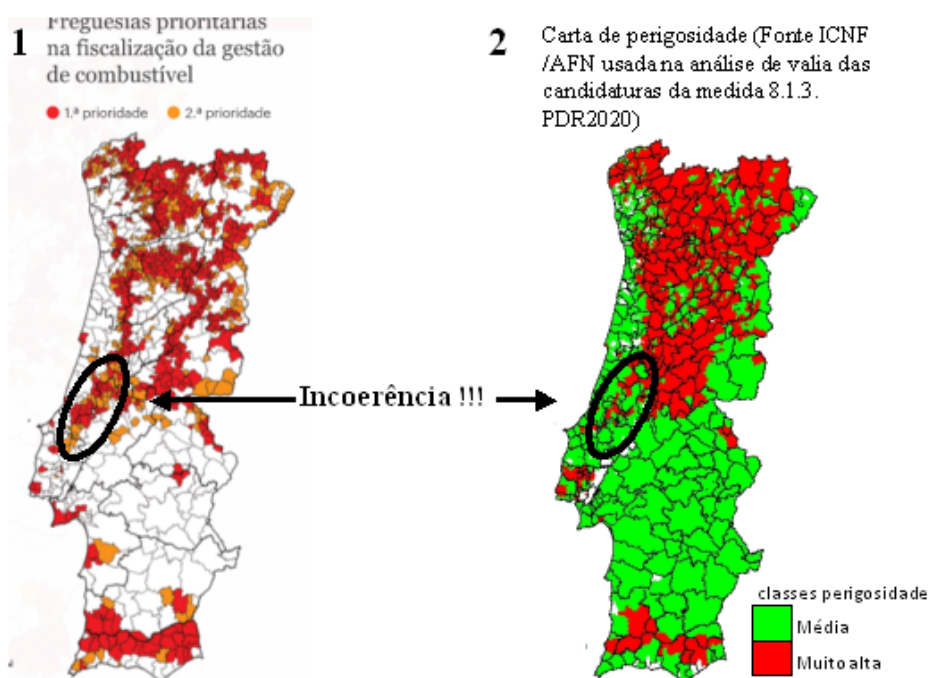 1
Freguesias prioritárias
na fiscalização da gestão
de combustível
1.ª prioridade 2.ª prioridade
2
Carta de perigosidade (Fonte ICNF
/AFN usada na análise de valia das
candidaturas da medida 8.1.3.
PDR2020)
Incoerência !!!
classes perigosidade
Média
Muito alta